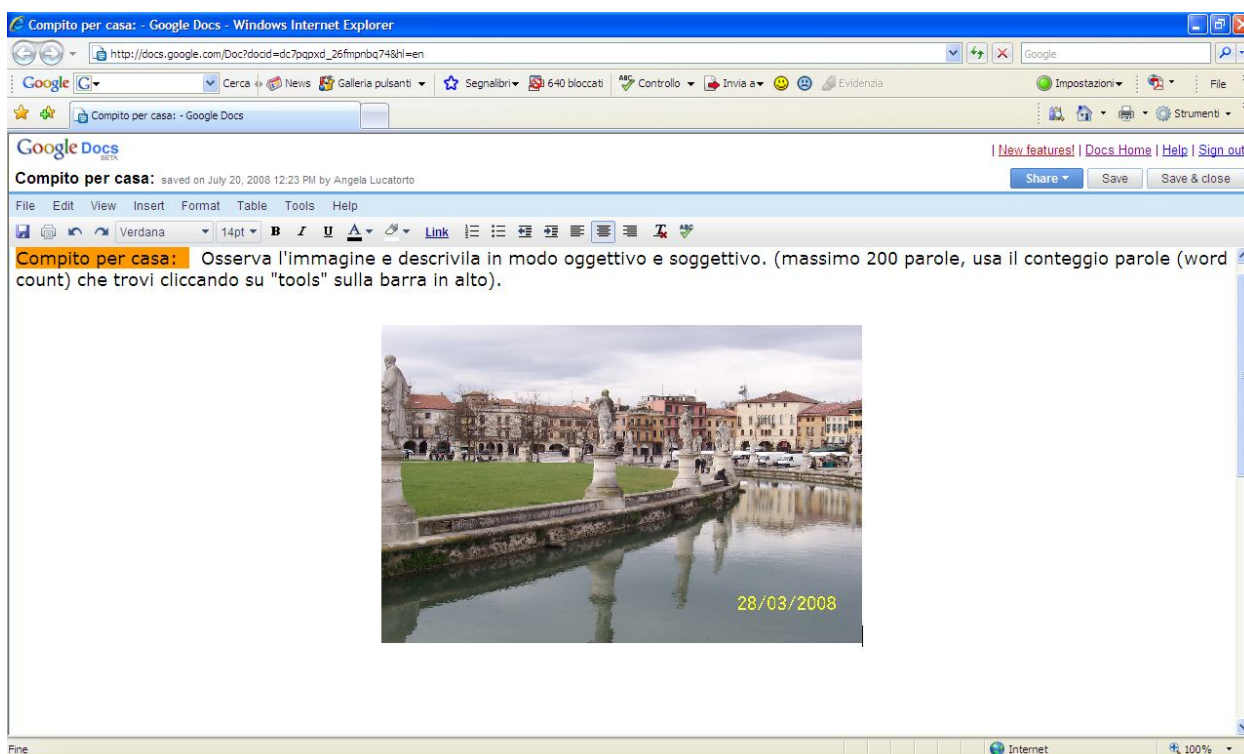 Compito per casa: - Google Docs - Windows Internet Explorer
http://docs.google.com/Doc?docid=dc7pqpxd_26fmpnbq74&hl=en
Google
Google G Cerca News Galleria pulsanti Segnalibri 640 bloccati ABC Controllo Invia a Evidenzia Impostazioni File
Compito per casa: - Google Docs Strumenti
Google Docs
BETA
| New features! | Docs Home | Help | Sign out
Compito per casa: saved on July 20, 2008 12:23 PM by Angela Lucatorto Share Save Save & close
File Edit View Insert Format Table Tools Help
Verdana 14pt B I U A Link T ABC
Compito per casa: Osserva l'immagine e descrivila in modo oggettivo e soggettivo. (massimo 200 parole, usa il conteggio parole (word
count) che trovi cliccando su "tools" sulla barra in alto).
28/03/2008
Fine Internet 100%